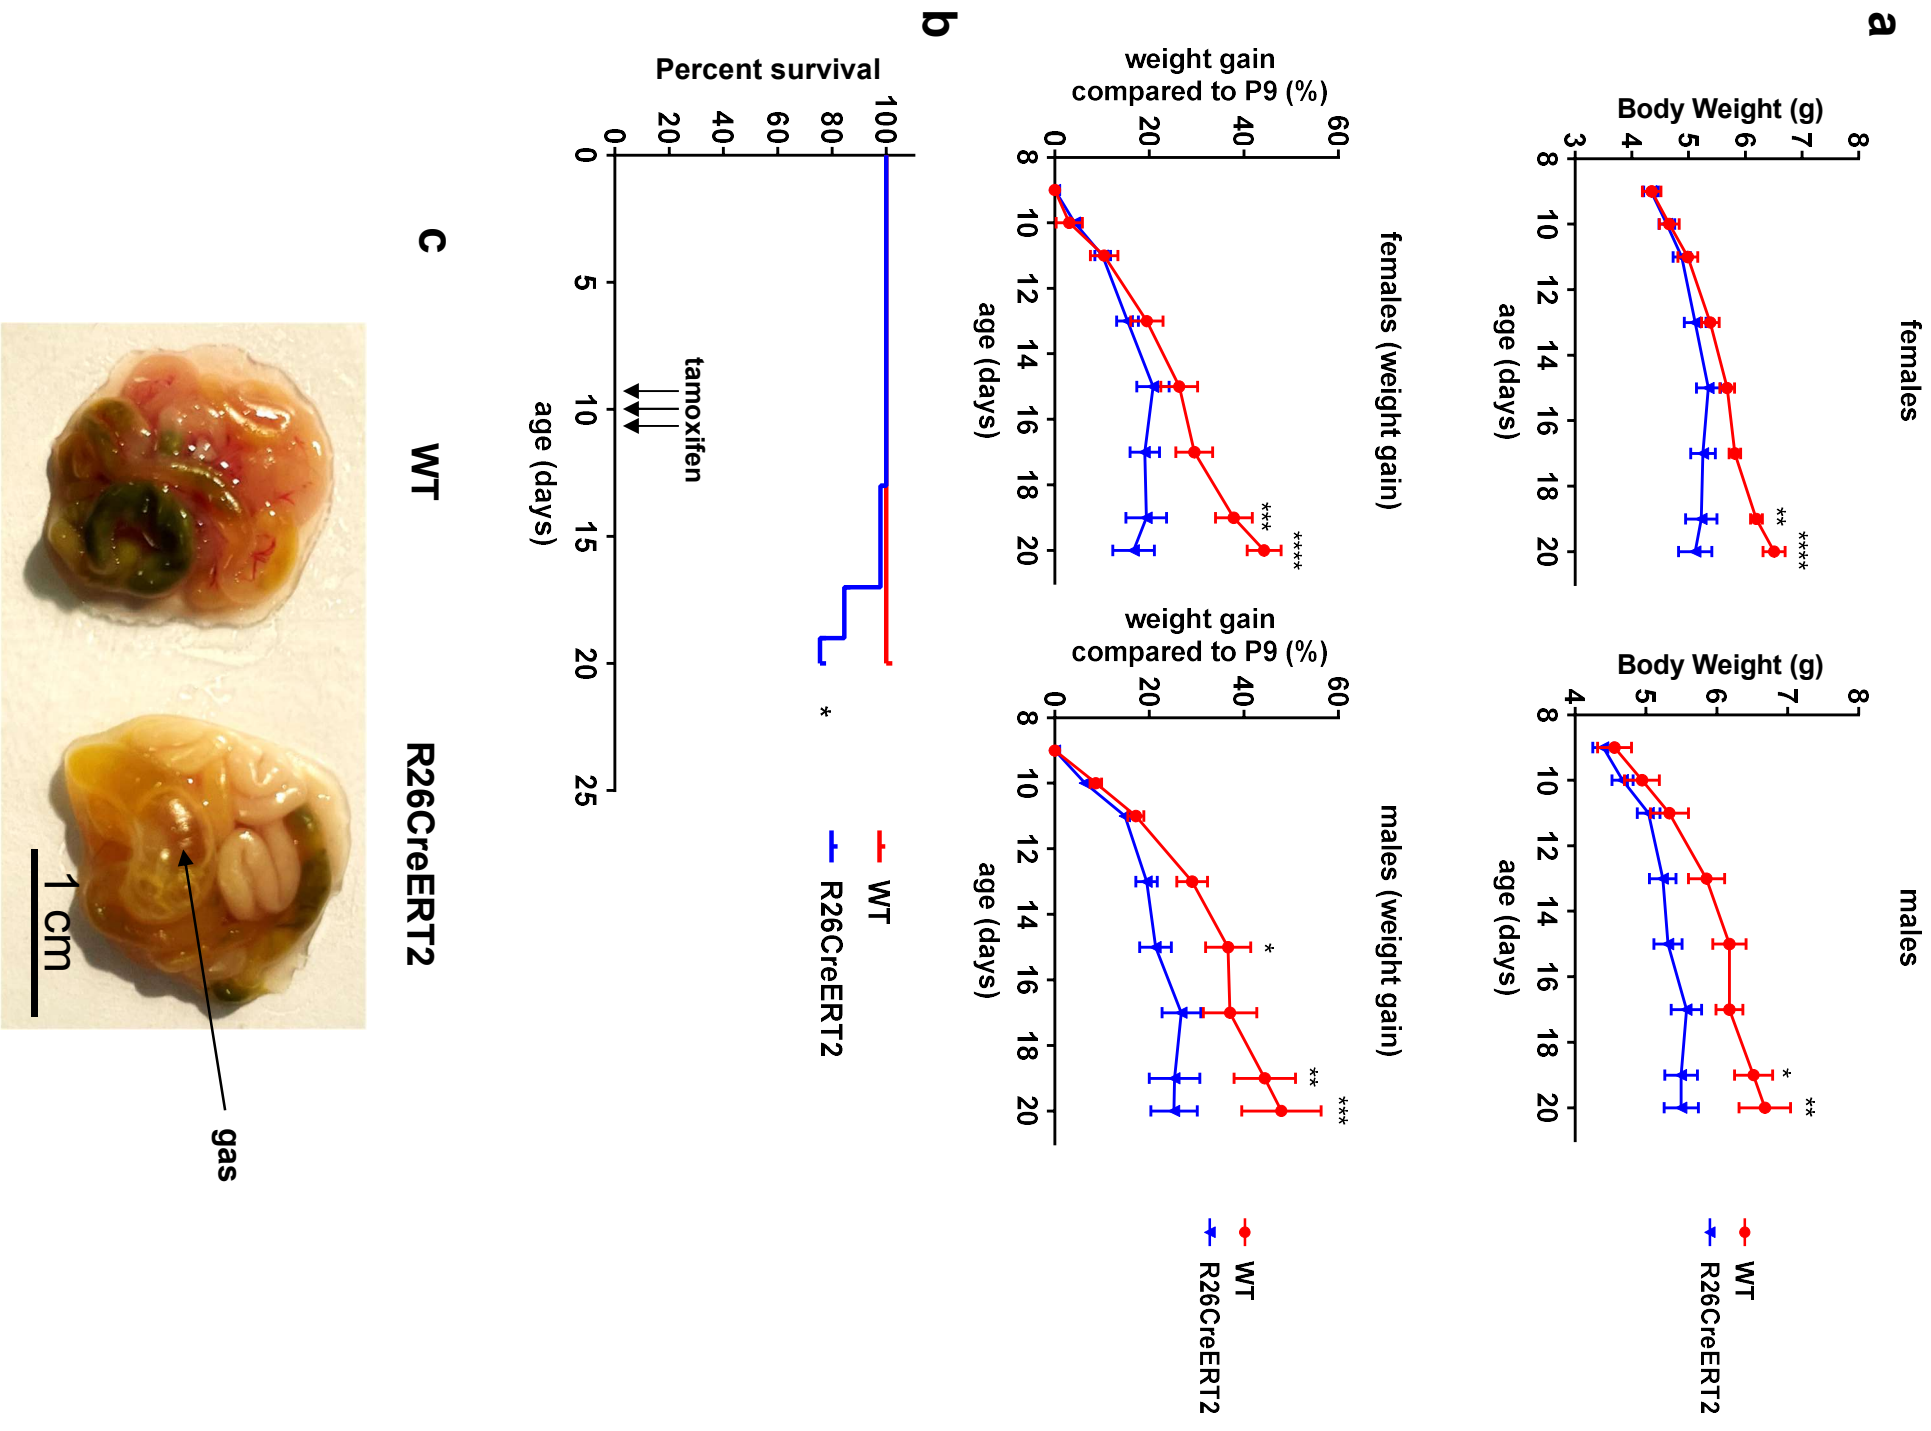 a
females
Body Weight (g)
8
7
6
5
4
3
8 10 12 14 16 18 20
age (days)
** ****
males
Body Weight (g)
8
7
6
5
4
8 10 12 14 16 18 20
age (days)
* **
WT
R26CreERT2
females (weight gain)
weight gain
compared to P9 (%)
60
40
20
0
8 10 12 14 16 18 20
age (days)
*** ****
males (weight gain)
weight gain
compared to P9 (%)
60
40
20
0
8 10 12 14 16 18 20
age (days)
* ** ***
WT
R26CreERT2
b
Percent survival
100
80
60
40
20
0
0 5 10 15 20 25
age (days)
tamoxifen
*
WT
R26CreERT2
c
WT
R26CreERT2
gas
1 cm